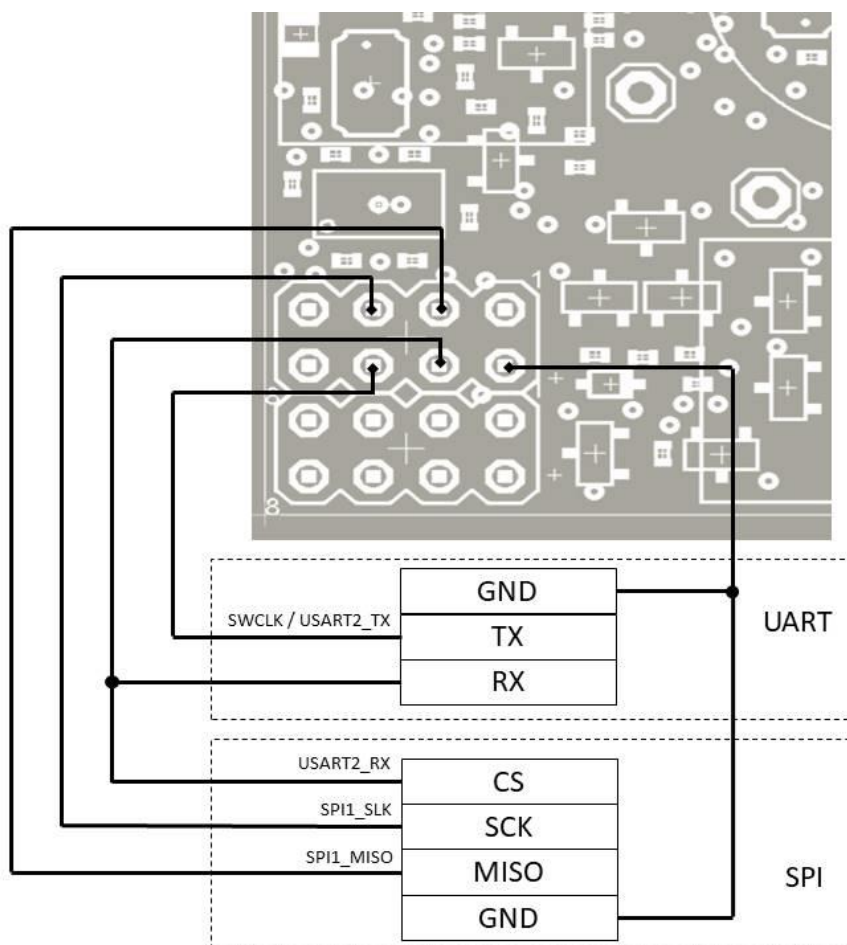 1
8
GND
SWCLK / USART2_TX
TX
UART
RX
USART2_RX
CS
SPI1_SLK
SCK
SPI1_MISO
MISO
SPI
GND